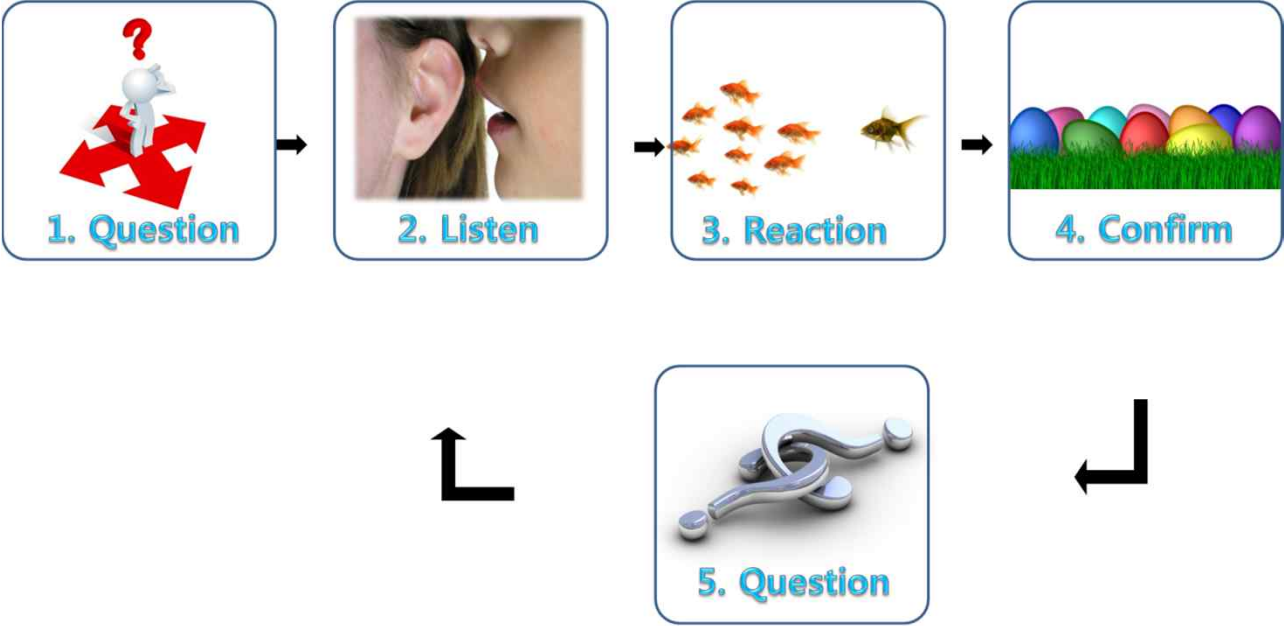 1. Question
2. Listen
3. Reaction
4. Confirm
5. Question